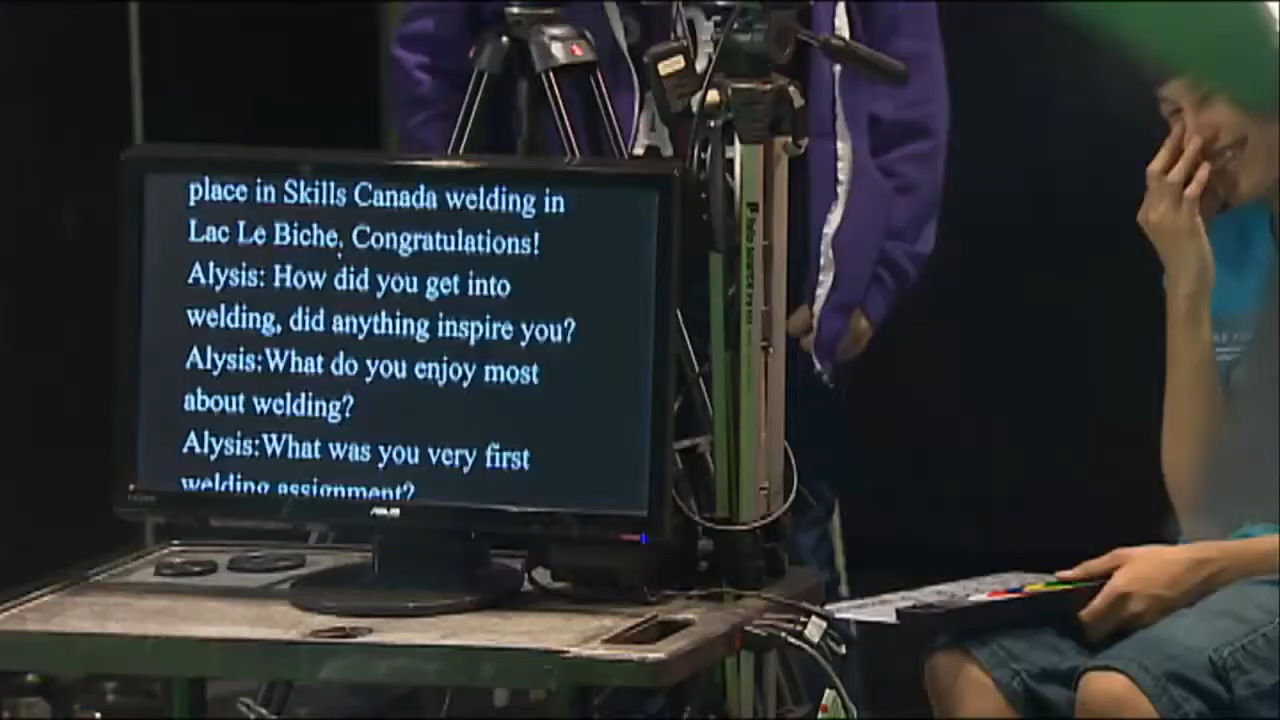 place in Skills Canada welding in
Lac Le Biche, Congratulations!
Alysis: How did you get into
welding, did anything inspire you?
Alysis:What do you enjoy most
about welding?
Alysis:What was you very first
welding assignment?
ASUS